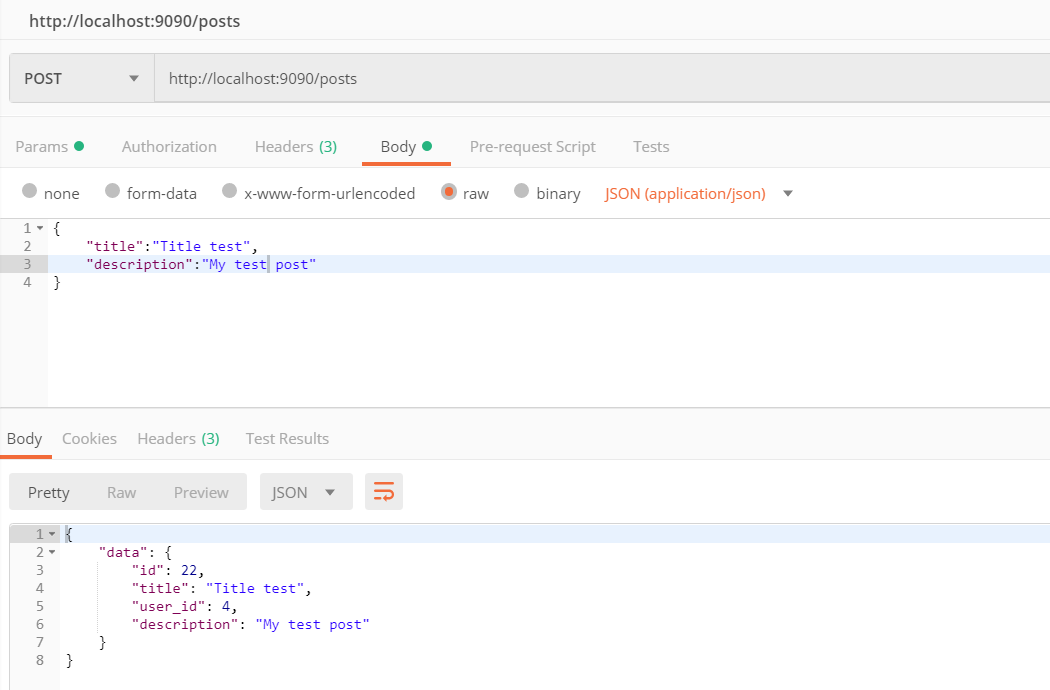 http://localhost:9090/posts
POST http://localhost:9090/posts
Params Authorization Headers (3) Body Pre-request Script Tests
none form-data x-www-form-urlencoded raw binary JSON (application/json)
1 {
2 "title":"Title test",
3 "description":"My test post"
4 }
Body Cookies Headers (3) Test Results
Pretty Raw Preview JSON
1 {
2 "data": {
3 "id": 22,
4 "title": "Title test",
5 "user_id": 4,
6 "description": "My test post"
7 }
8 }